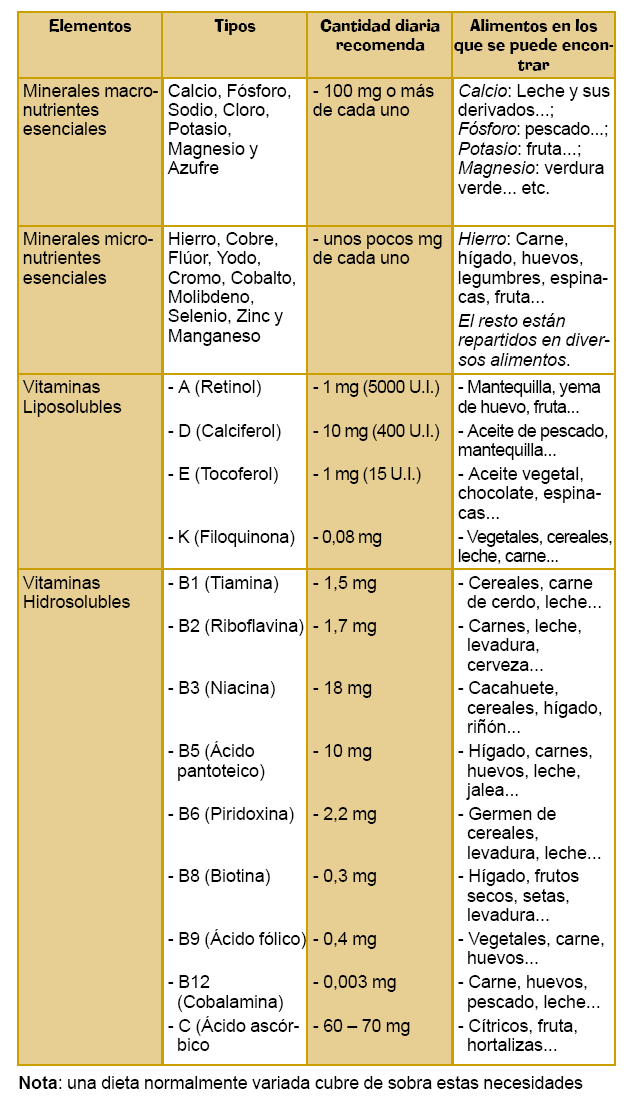 Elementos
Tipos
Cantidad diaria
recomenda
Alimentos en los
que se puede encon-
trar
Minerales macro-
nutrientes
esenciales
Calcio, Fósforo,
Sodio, Cloro,
Potasio,
Magnesio y
Azufre
- 100 mg o más
de cada uno
Calcio: Leche y sus
derivados...;
Fósforo: pescado...;
Potasio: fruta...;
Magnesio: verdura
verde... etc.
Minerales micro-
nutrientes
esenciales
Hierro, Cobre,
Flúor, Yodo,
Cromo, Cobalto,
Molibdeno,
Selenio, Zinc y
Manganeso
- unos pocos mg
de cada uno
Hierro: Carne,
hígado, huevos,
legumbres, espina-
cas, fruta...
El resto están
repartidos en diver-
sos alimentos.
Vitaminas
Liposolubles
- A (Retinol)
- 1 mg (5000 U.I.)
- Mantequilla, yema
de huevo, fruta...
- D (Calciferol)
- 10 mg (400 U.I.)
- Aceite de pescado,
mantequilla...
- E (Tocoferol)
- 1 mg (15 U.I.)
- Aceite vegetal,
chocolate, espina-
cas...
- K (Filoquinona)
- 0,08 mg
- Vegetales, cereales,
leche, carne...
Vitaminas
Hidrosolubles
- B1 (Tiamina)
- 1,5 mg
- Cereales, carne
de cerdo, leche...
- B2 (Riboflavina)
- 1,7 mg
- Carnes, leche,
levadura,
cerveza...
- B3 (Niacina)
- 18 mg
- Cacahuete,
cereales, hígado,
riñón...
- B5 (Ácido
pantoteico)
- 10 mg
- Hígado, carnes,
huevos, leche,
jalea...
- B6 (Piridoxina)
- 2,2 mg
- Germen de
cereales,
levadura, leche...
- B8 (Biotina)
- 0,3 mg
- Hígado, frutos
secos, setas,
levadura...
- B9 (Ácido fólico)
- 0,4 mg
- Vegetales, carne,
huevos...
- B12
(Cobalamina)
- 0,003 mg
- Carne, huevos,
pescado, leche...
- C (Ácido ascór-
bico
- 60 – 70 mg
- Cítricos, fruta,
hortalizas...
Nota: una dieta normalmente variada cubre de sobra estas necesidades